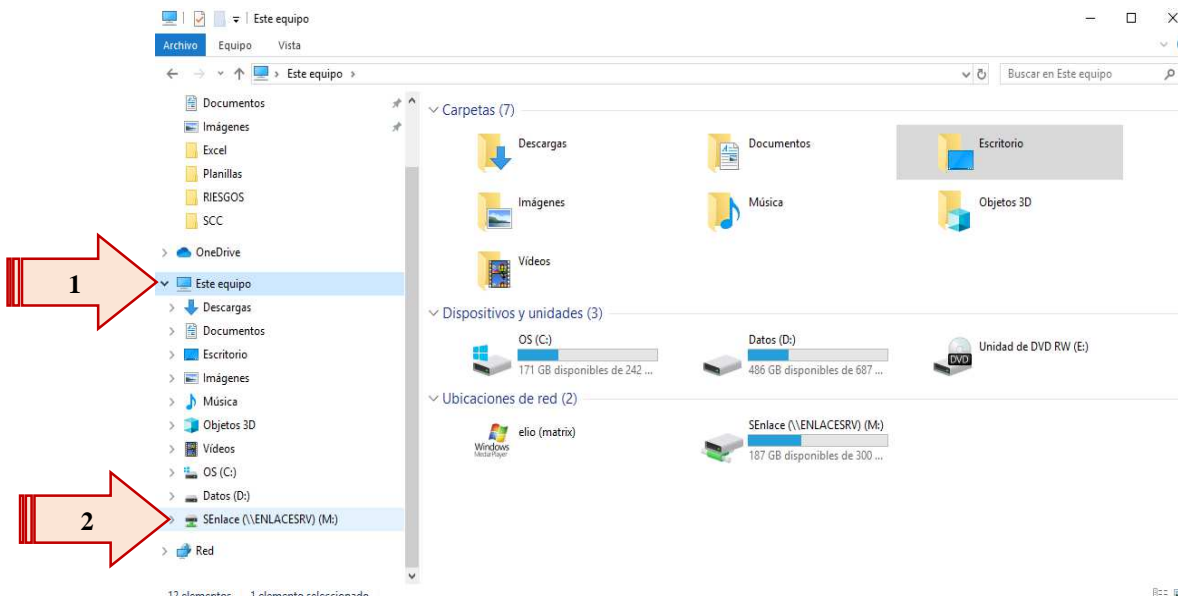 Este equipo
Archivo Equipo Vista
Este equipo
Buscar en Este equipo
Documentos
Imágenes
Excel
Planillas
RIESGOS
SCC
OneDrive
1
Este equipo
Descargas
Documentos
Escritorio
Imágenes
Música
Objetos 3D
Vídeos
OS (C:)
Datos (D:)
2
SEnlace (\\ENLACESRV) (M:)
Red
Carpetas (7)
Descargas
Documentos
Escritorio
Imágenes
Música
Objetos 3D
Vídeos
Dispositivos y unidades (3)
OS (C:)
171 GB disponibles de 242 ...
Datos (D:)
486 GB disponibles de 687 ...
DVD
Unidad de DVD RW (E:)
Ubicaciones de red (2)
Windows
Media Player
elio (matrix)
SEnlace (\\ENLACESRV) (M:)
187 GB disponibles de 300 ...
12 elementos 1 elemento seleccionado